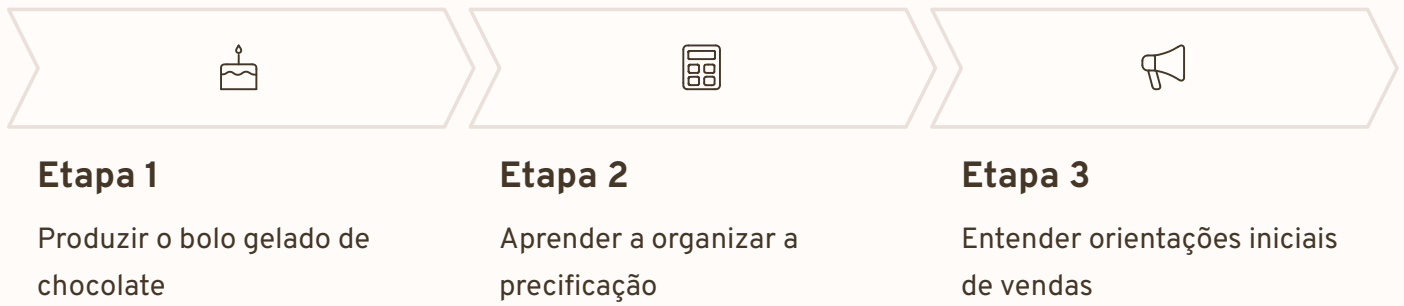 Etapa 1
Produzir o bolo gelado de
chocolate
Etapa 2
Aprender a organizar a
precificação
Etapa 3
Entender orientações iniciais
de vendas